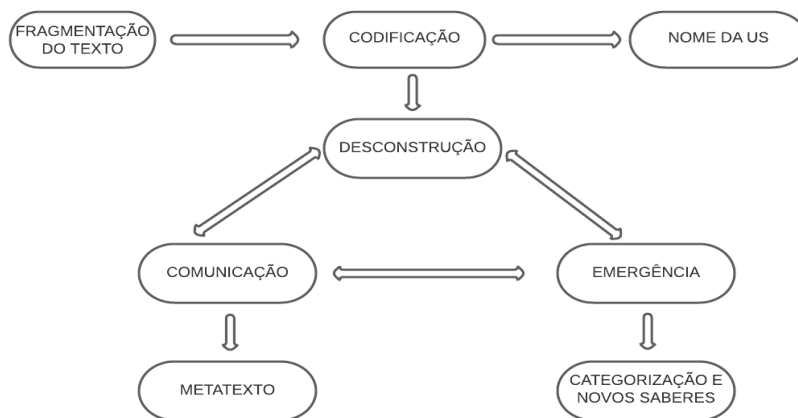 FRAGMENTAÇÃO
DO TEXTO
CODIFICAÇÃO
NOME DA US
DESCONSTRUÇÃO
COMUNICAÇÃO
EMERGÊNCIA
METATEXTO
CATEGORIZAÇÃO E
NOVOS SABERES